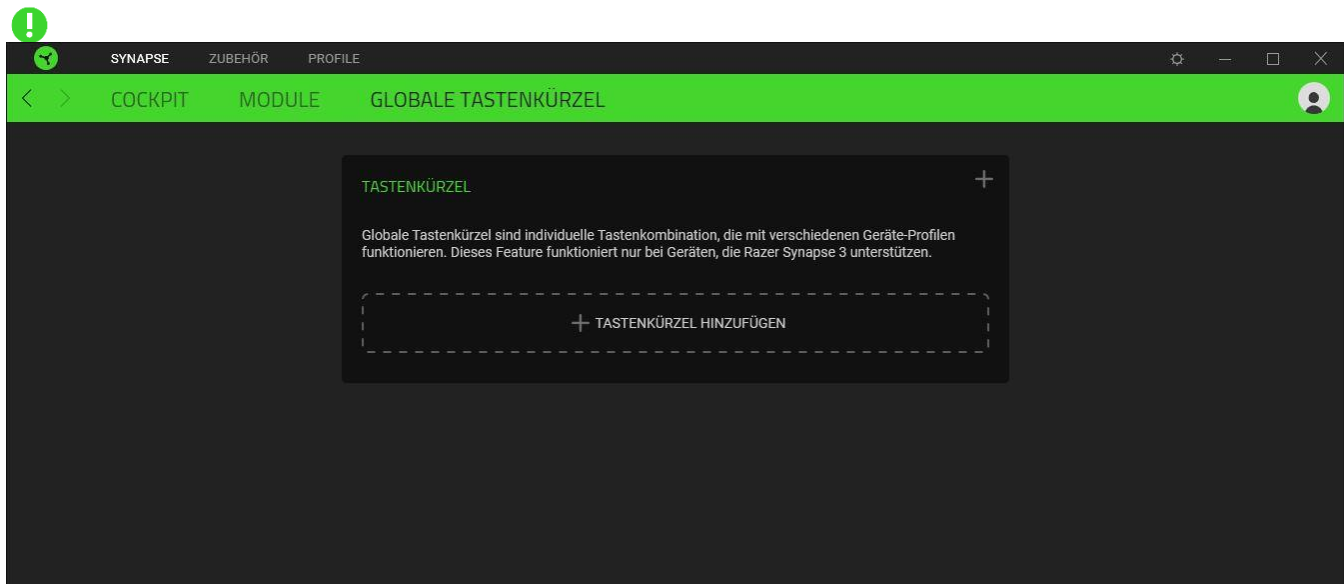 SYNAPSE ZUBEHÖR PROFILE
COCKPIT MODULE GLOBALE TASTENKÜRZEL
TASTENKÜRZEL
Globale Tastenkürzel sind individuelle Tastenkombination, die mit verschiedenen Geräte-Profilen
funktionieren. Dieses Feature funktioniert nur bei Geräten, die Razer Synapse 3 unterstützen.
TASTENKÜRZEL HINZUFÜGEN